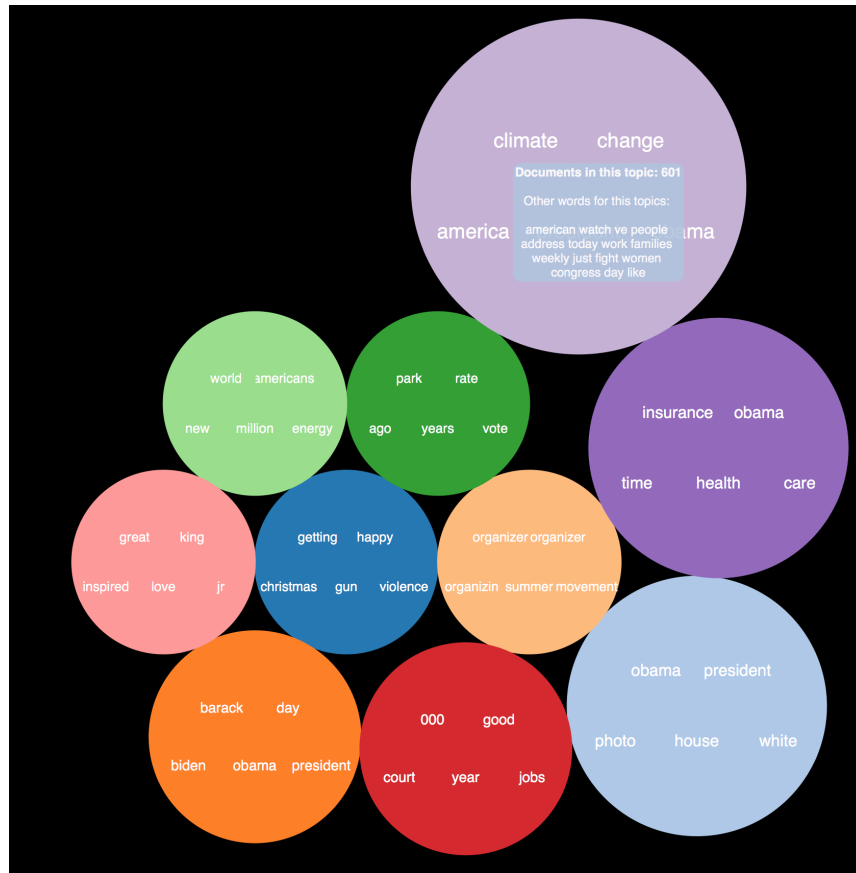 climate change
Documents in this topic: 601
Other words for this topics:
american watch ve people
america ama
address today work families
weekly just fight women
congress day like
world americans
new million energy
park rate
ago years vote
insurance obama
time health care
great king
inspired love jr
getting happy
christmas gun violence
organizer organizer
organizin summer movement
barack day
biden obama president
000 good
court year jobs
obama president
photo house white